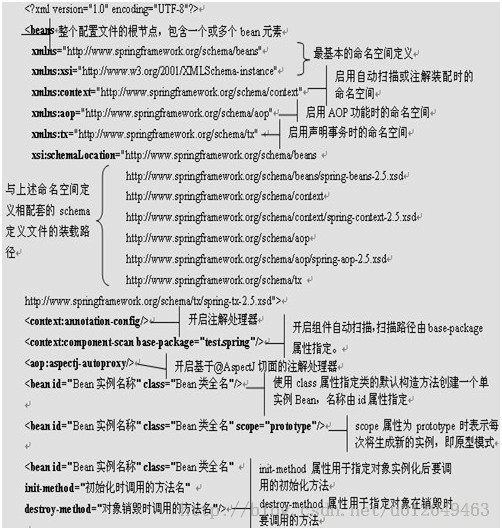 <?xml version="1.0" encoding="UTF-8"?>
<beans 整个配置文件的根节点，包含一个或多个 bean 元素
xmlns="http://www.springframework.org/schema/beans"
最基本的命名空间定义
xmlns:xsi="http://www.w3.org/2001/XMLSchema-instance"
xmlns:context="http://www.springframework.org/schema/context"
启用自动扫描或注解装配时的
命名空间
xmlns:aop="http://www.springframework.org/schema/aop"
启用 AOP 功能时的命名空间
xmlns:tx="http://www.springframework.org/schema/tx"
启用声明事务时的命名空间
xsi:schemaLocation="http://www.springframework.org/schema/beans
与上述命名空间定
义相配套的 schema
定义文件的装载路
径
http://www.springframework.org/schema/beans/spring-beans-2.5.xsd
http://www.springframework.org/schema/context
http://www.springframework.org/schema/context/spring-context-2.5.xsd
http://www.springframework.org/schema/aop
http://www.springframework.org/schema/aop/spring-aop-2.5.xsd
http://www.springframework.org/schema/tx
http://www.springframework.org/schema/tx/spring-tx-2.5.xsd">
<context:annotation-config/>
开启注解处理器
<context:component-scan base-package="test.spring"/>
开启组件自动扫描,扫描路径由 base-package
属性指定。
<aop:aspectj-autoproxy/>
开启基于@AspectJ 切面的注解处理器
<bean id="Bean 实例名称" class="Bean 类全名"/>
使用 class 属性指定类的默认构造方法创建一个单
实例 Bean，名称由 id 属性指定
<bean id="Bean 实例名称" class="Bean 类全名" scope="prototype"/>
scope 属性为 prototype 时表示每
次将生成新的实例，即原型模式
<bean id="Bean 实例名称" class="Bean 类全名"
init-method="初始化时调用的方法名"
init-method 属性用于指定对象实例化后要调
用的初始化方法
destroy-method="对象销毁时调用的方法名"/>
destroy-method 属性用于指定对象在销毁时
要调用的方法